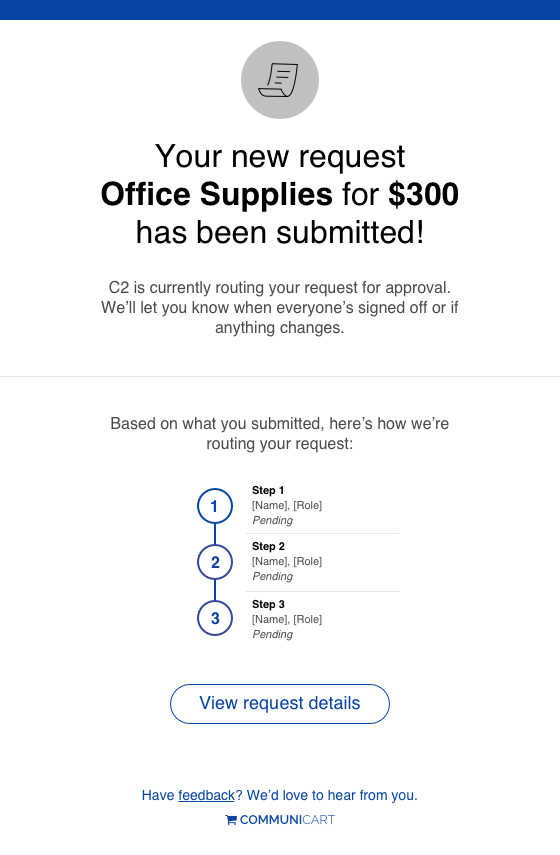 Your new request
Office Supplies for $300
has been submitted!
C2 is currently routing your request for approval.
We'll let you know when everyone's signed off or if
anything changes.
Based on what you submitted, here's how we're
routing your request:
1
Step 1
[Name], [Role]
Pending
2
Step 2
[Name], [Role]
Pending
3
Step 3
[Name], [Role]
Pending
View request details
Have feedback? We'd love to hear from you.
COMMUNICART